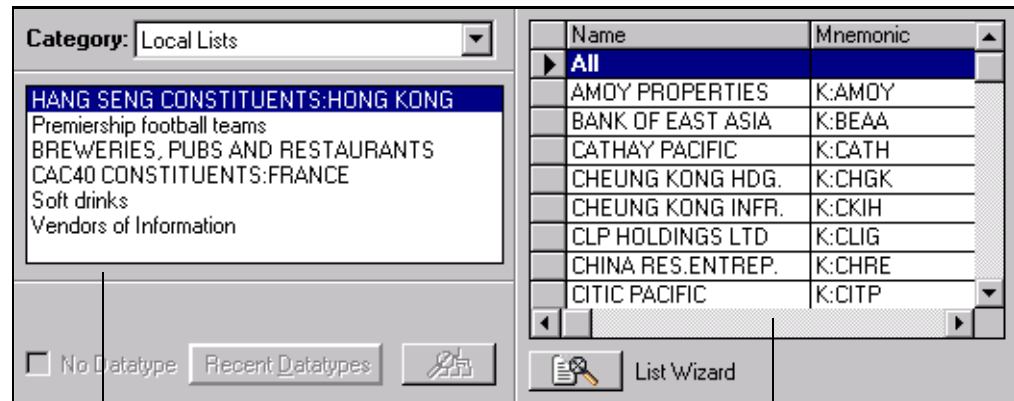 Category: Local Lists
HANG SENG CONSTITUENTS:HONG KONG
Premiership football teams
BREWERIES, PUBS AND RESTAURANTS
CAC40 CONSTITUENTS:FRANCE
Soft drinks
Vendors of Information
No Datatype Recent Datatypes
Name Mnemonic
All
AMOY PROPERTIES K:AMOY
BANK OF EAST ASIA K:BEAA
CATHAY PACIFIC K:CATH
CHEUNG KONG HDG. K:CHGK
CHEUNG KONG INFR. K:CKIH
CLP HOLDINGS LTD K:CLIG
CHINA RES.ENTREP. K:CHRE
CITIC PACIFIC K:CITP
List Wizard